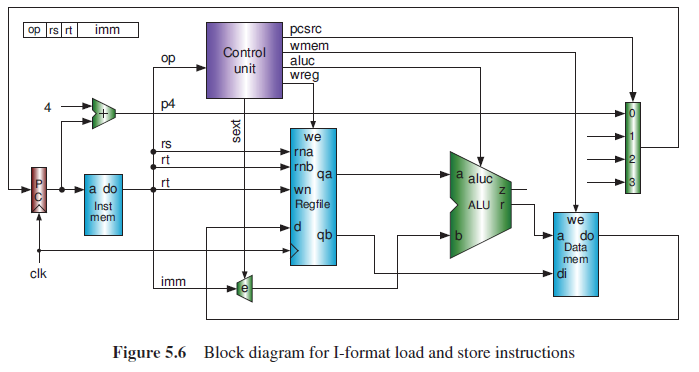 op rs rt imm
pcsrc
wmem
aluc
wreg
Control
unit
op
sext
4
+
p4
0
1
2
3
rs
rt
rt
we
rna
rnb
qa
wn
Regfile
d
qb
P
C
a do
Inst
mem
a aluc
z
ALU r
b
we
a do
Data
mem
di
clk
imm
e
Figure 5.6 Block diagram for I-format load and store instructions